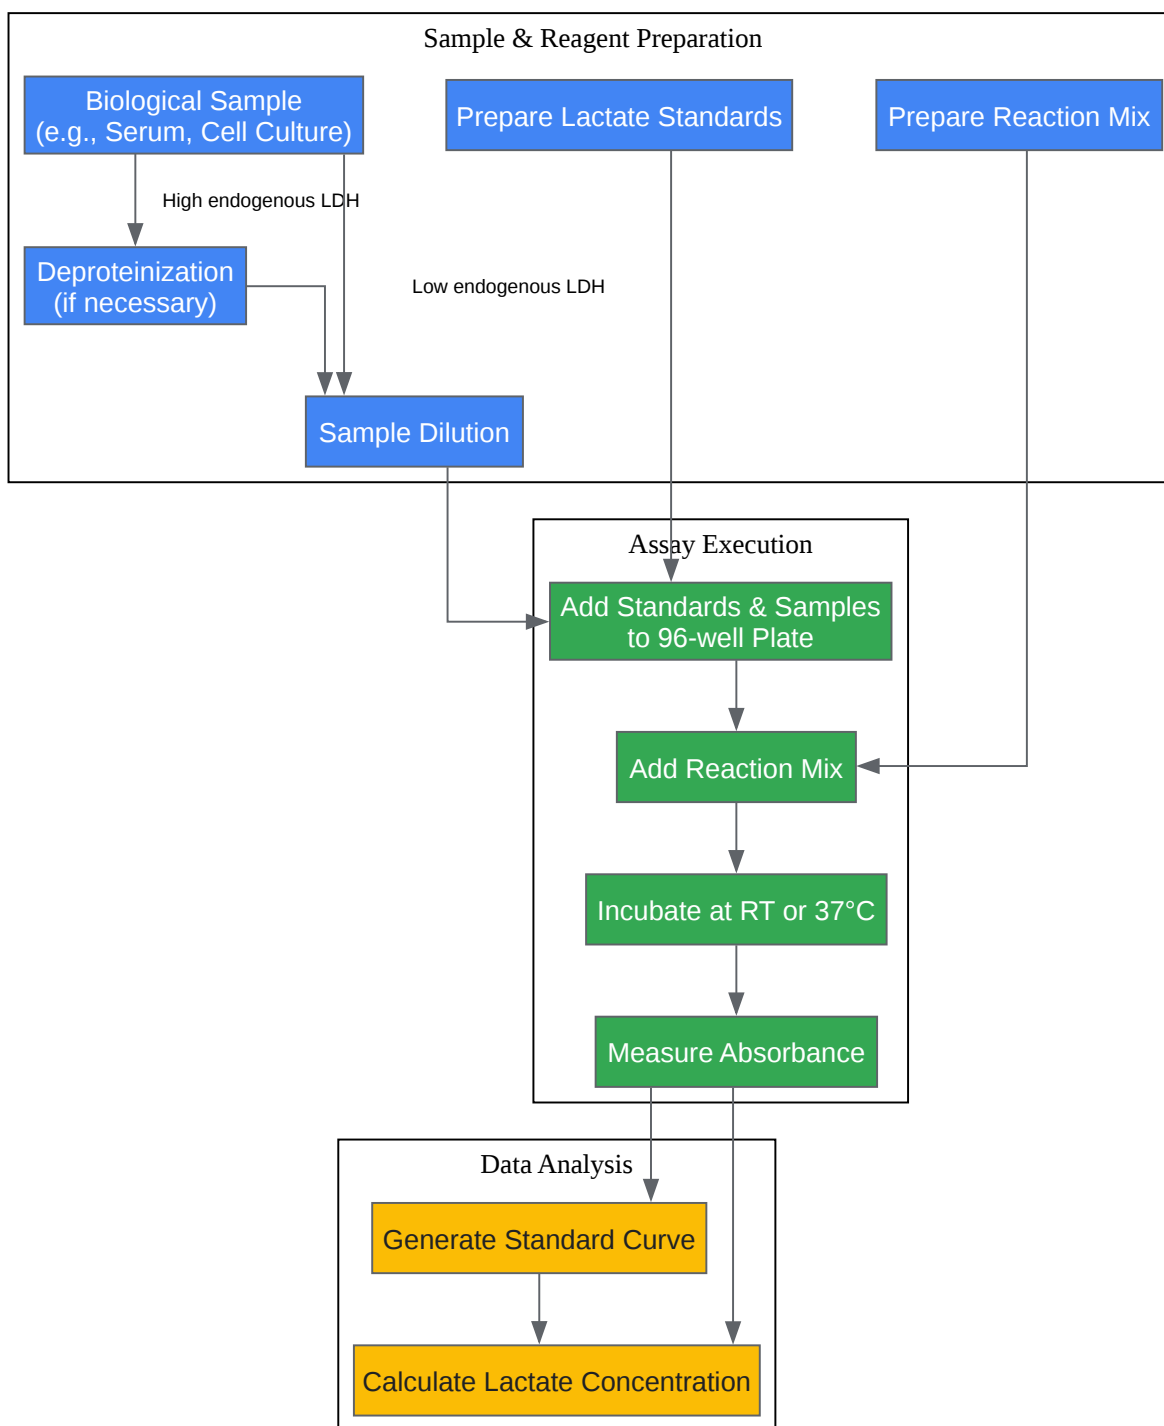 Sample & Reagent Preparation
Biological Sample
(e.g., Serum, Cell Culture)
Prepare Lactate Standards
Prepare Reaction Mix
High endogenous LDH
Deproteinization
(if necessary)
Low endogenous LDH
Sample Dilution
Assay Execution
Add Standards & Samples
to 96-well Plate
Add Reaction Mix
Incubate at RT or 37°C
Measure Absorbance
Data Analysis
Generate Standard Curve
Calculate Lactate Concentration